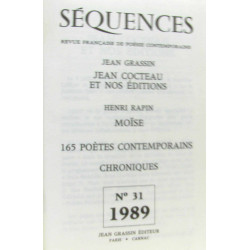 SÉQUENCES
REVUE FRANÇAISE DE POÉSIE CONTEMPORAINE
JEAN GRASSIN
JEAN COCTEAU
ET NOS ÉDITIONS
HENRI RAPIN
MOÏSE
165 POÈTES CONTEMPORAINS
CHRONIQUES
N° 31
1989
JEAN GRASSIN ÉDITEUR
PARIS - CARNAC